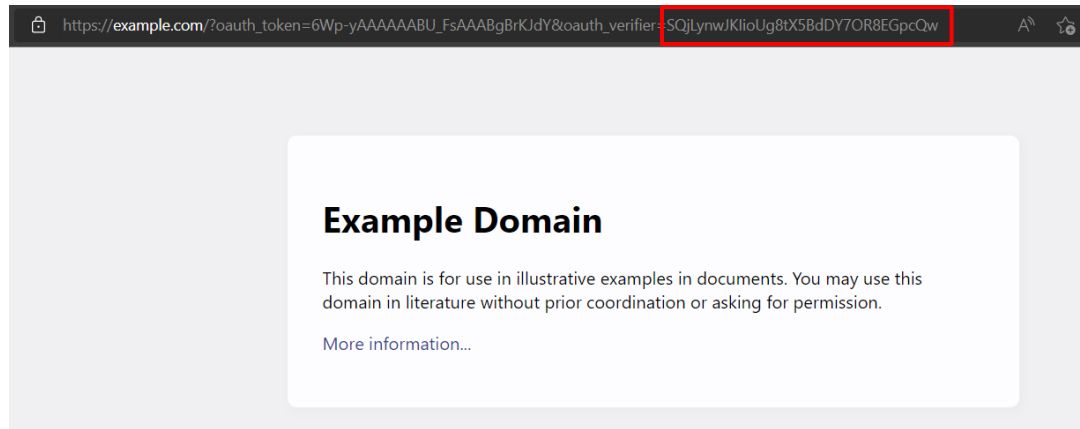 https://example.com/?oauth_token=6Wp-yAAAAAABU_FsAAABgBrKJdY&oauth_verifier=SQjLynwJKlioUg8tX5BdDY7OR8EGpcQw
Example Domain
This domain is for use in illustrative examples in documents. You may use this
domain in literature without prior coordination or asking for permission.
More information...